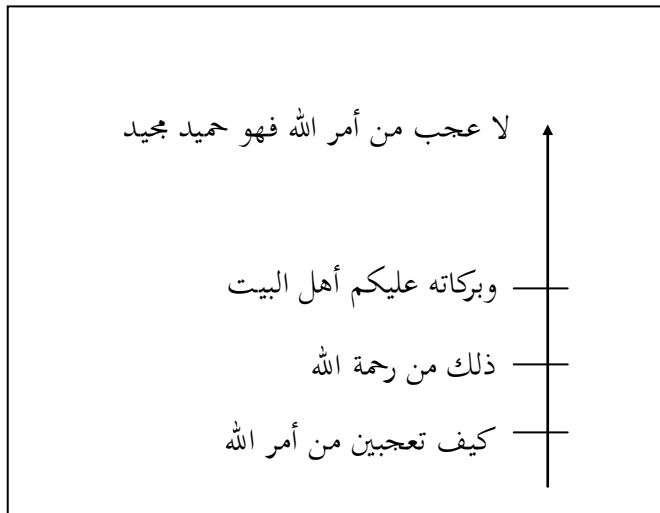 لا عجب من أمر الله فهو حميد مجيد
وبركاته عليكم أهل البيت
ذلك من رحمة الله
كيف تعجبين من أمر الله